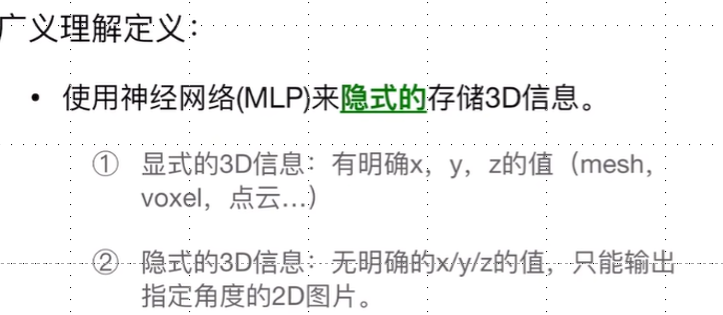 广义理解定义：
• 使用神经网络(MLP)来隐式的存储3D信息。
① 显式的3D信息：有明确x，y，z的值（mesh，
voxel，点云…）
② 隐式的3D信息：无明确的x/y/z的值，只能输出
指定角度的2D图片。